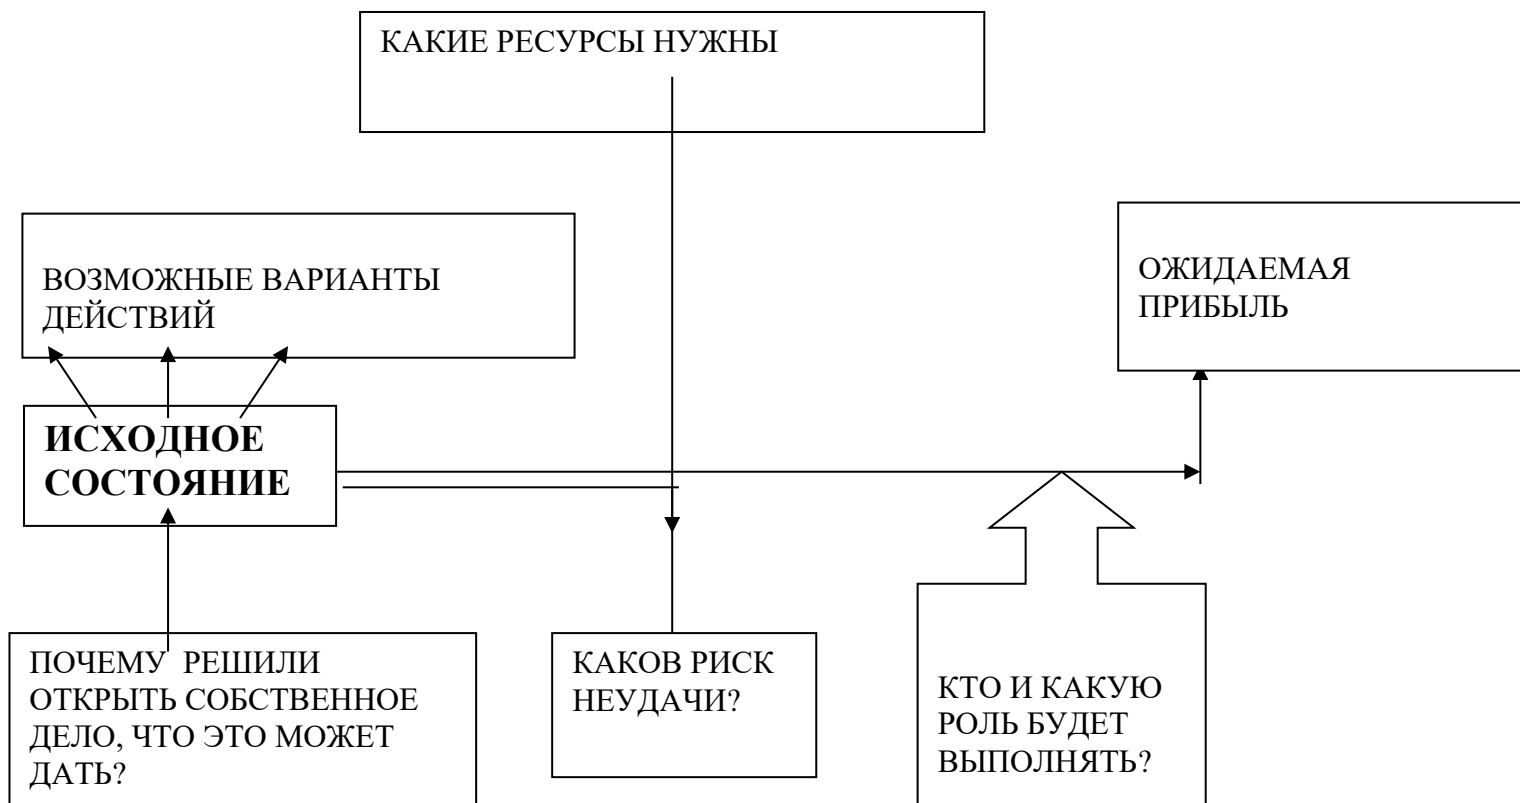 КАКИЕ РЕСУРСЫ НУЖНЫ
ВОЗМОЖНЫЕ ВАРИАНТЫ
ДЕЙСТВИЙ
ОЖИДАЕМАЯ
ПРИБЫЛЬ
ИСХОДНОЕ
СОСТОЯНИЕ
ПОЧЕМУ РЕШИЛИ
ОТКРЫТЬ СОБСТВЕННОЕ
ДЕЛО, ЧТО ЭТО МОЖЕТ
ДАТЬ?
КАКОВ РИСК
НЕУДАЧИ?
КТО И КАКУЮ
РОЛЬ БУДЕТ
ВЫПОЛНЯТЬ?